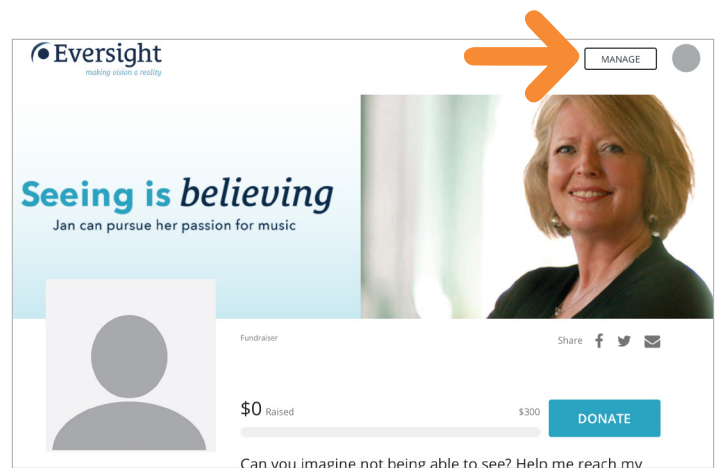 Eversight
making vision a reality
MANAGE
Seeing is believing
Jan can pursue her passion for music
Fundraiser
Share
$0 Raised
$300
DONATE
Can you imagine not being able to see? Help me reach my